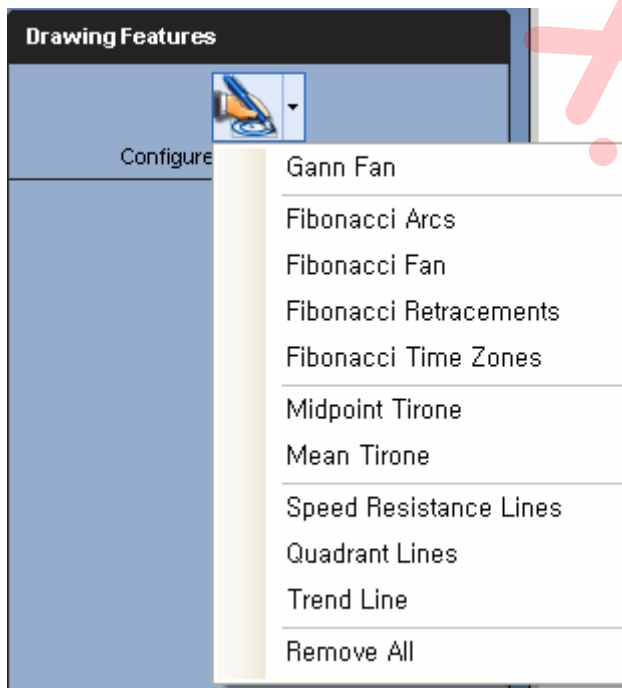 Drawing Features
Configure
Gann Fan
Fibonacci Arcs
Fibonacci Fan
Fibonacci Retracements
Fibonacci Time Zones
Midpoint Tirone
Mean Tirone
Speed Resistance Lines
Quadrant Lines
Trend Line
Remove All